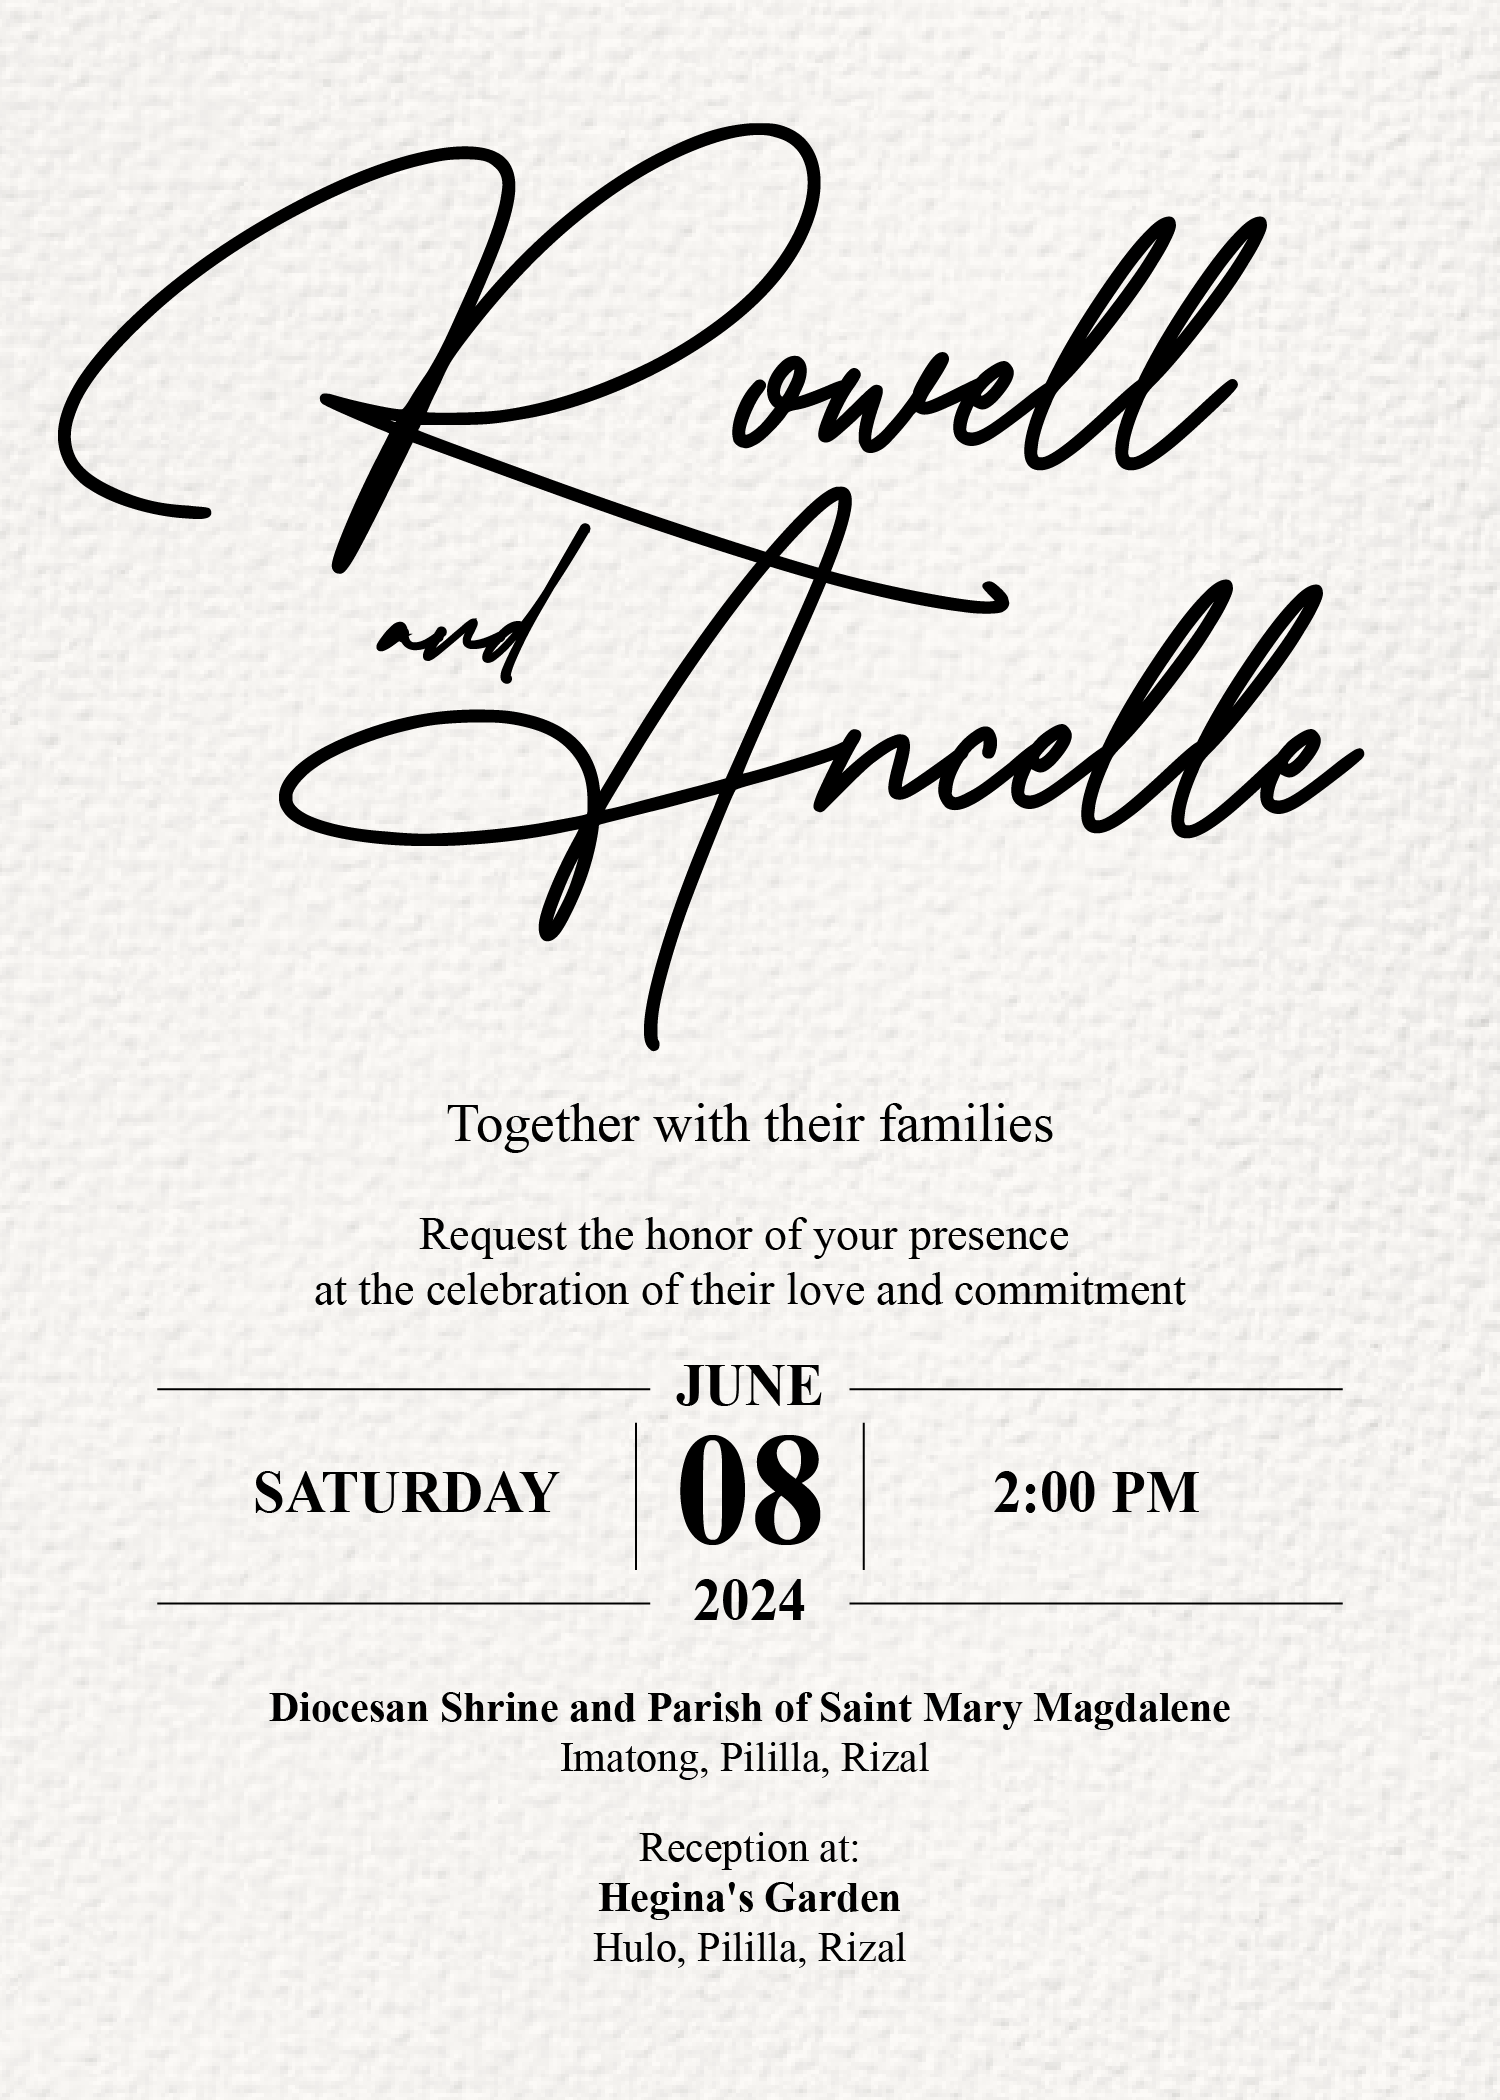 Rowell
and
Ancelle
Together with their families
Request the honor of your presence
at the celebration of their love and commitment
JUNE
SATURDAY 08 2:00 PM
2024
Diocesan Shrine and Parish of Saint Mary Magdalene
Imatong, Pililla, Rizal
Reception at:
Hegina's Garden
Hulo, Pililla, Rizal